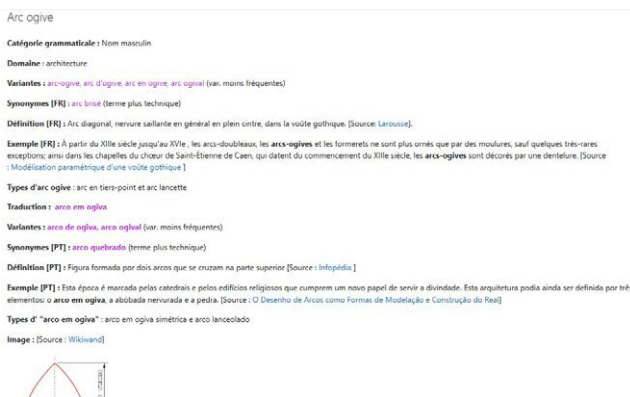 Arc ogive
Catégorie grammaticale : Nom masculin
Domaine : architecture
Variantes : arc-ogive, arc d'ogive, arc en ogive, arc ogival (var. moins fréquentes)
Synonymes [FR] : arc brisé (terme plus technique)
Définition [FR] : Arc diagonal, nervure saillante en général en plein cintre, dans la voûte gothique. [Source: Larousse].
Exemple [FR] : À partir du XIIIe siècle jusqu'au XVIe , les arcs-doubleaux, les arcs-ogives et les formerets ne sont plus ornés que par des moulures, sauf quelques très-rares
exceptions; ainsi dans les chapelles du chœur de Saint-Étienne de Caen, qui datent du commencement du XIIIe siècle, les arcs-ogives sont décorés par une dentelure. [Source
: Modélisation paramétrique d'une voûte gothique ]
Types d'arc ogive : arc en tiers-point et arc lancette
Traduction : arco em ogiva
Variantes : arco de ogiva, arco ogival (var. moins fréquentes)
Synonymes [PT] : arco quebrado (terme plus technique)
Définition [PT] : Figura formada por dois arcos que se cruzam na parte superior [Source : Infopédia ]
Exemple [PT] : Esta época é marcada pelas catedrais e pelos edifícios religiosos que cumprem um novo papel de servir a divindade. Esta arquitetura podia ainda ser definida por três
elementos: o arco em ogiva, a abóbada nervurada e a pedra. [Source : O Desenho de Arcos como Formas de Modelação e Construção do Real]
Types d' "arco em ogiva" : arco em ogiva simétrica e arco lanceolado
Image : [Source : Wikiwand]